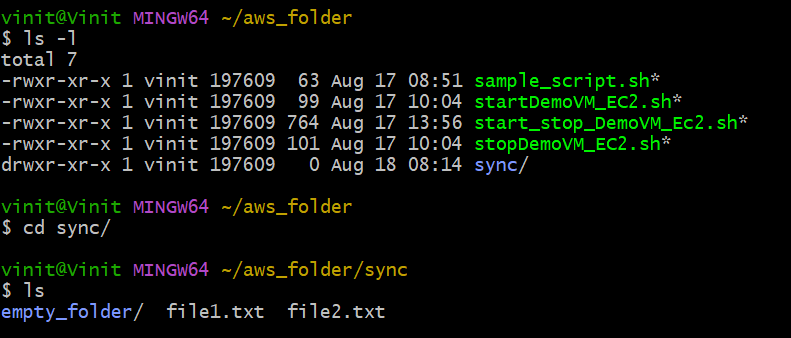 vinit@Vinit MINGW64 ~/aws_folder
$ ls -l
total 7
-rwxr-xr-x 1 vinit 197609  63 Aug 17 08:51 sample_script.sh*
-rwxr-xr-x 1 vinit 197609  99 Aug 17 10:04 startDemoVM_EC2.sh*
-rwxr-xr-x 1 vinit 197609 764 Aug 17 13:56 start_stop_DemoVM_Ec2.sh*
-rwxr-xr-x 1 vinit 197609 101 Aug 17 10:04 stopDemoVM_EC2.sh*
drwxr-xr-x 1 vinit 197609   0 Aug 18 08:14 sync/
vinit@Vinit MINGW64 ~/aws_folder
$ cd sync/
vinit@Vinit MINGW64 ~/aws_folder/sync
$ ls
empty_folder/  file1.txt  file2.txt